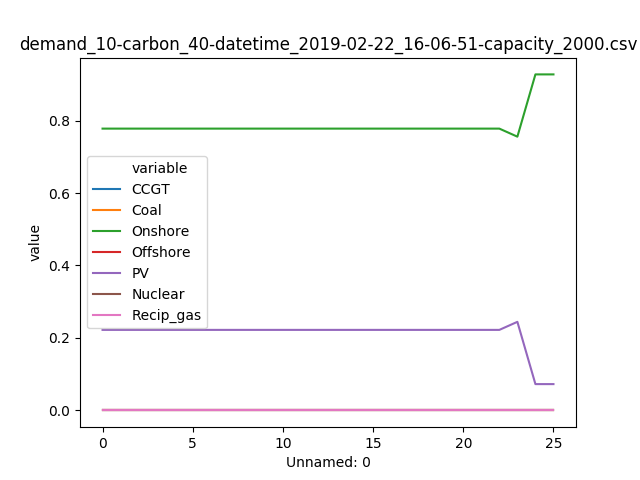 demand_10-carbon_40-datetime_2019-02-22_16-06-51-capacity_2000.csv
value
0.8
0.6
0.4
0.2
0.0
variable
CCGT
Coal
Onshore
Offshore
PV
Nuclear
Recip_gas
0 5 10 15 20 25
Unnamed: 0